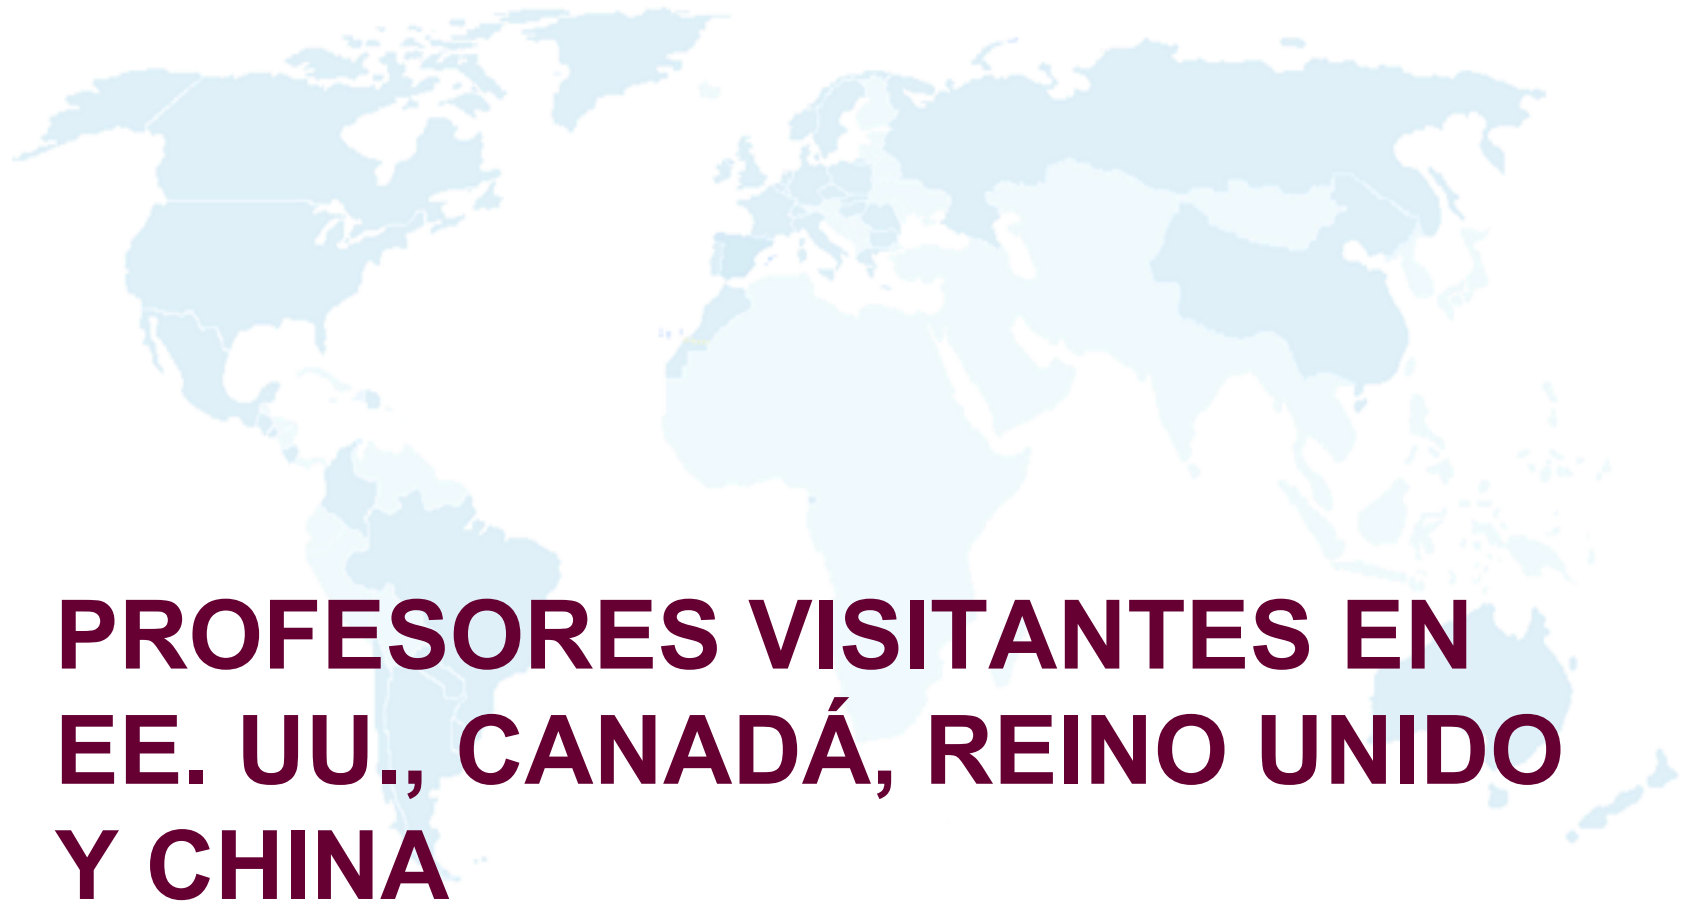 PROFESORES VISITANTES EN
EE. UU., CANADÁ, REINO UNIDO
Y CHINA